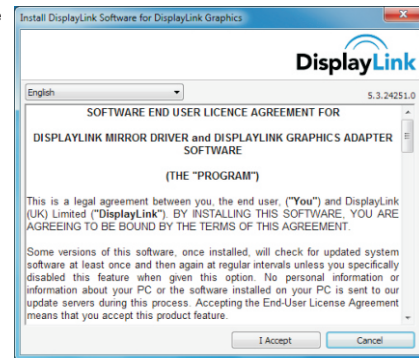 e
Install DisplayLink Software for DisplayLink Graphics
DisplayLink
English
5.3.24251.0
SOFTWARE END USER LICENCE AGREEMENT FOR
DISPLAYLINK MIRROR DRIVER and DISPLAYLINK GRAPHICS ADAPTER
SOFTWARE
(THE "PROGRAM")
This is a legal agreement between you, the end user, ("You") and DisplayLink
(UK) Limited ("DisplayLink"). BY INSTALLING THIS SOFTWARE, YOU ARE
AGREEING TO BE BOUND BY THE TERMS OF THIS AGREEMENT.
Some versions of this software, once installed, will check for updated system
software at least once and then again at regular intervals unless you specifically
disabled this feature when given this option. No personal information or
information about your PC or the software installed on your PC is sent to our
update servers during this process. Accepting the End-User License Agreement
means that you accept this product feature.
I Accept
Cancel